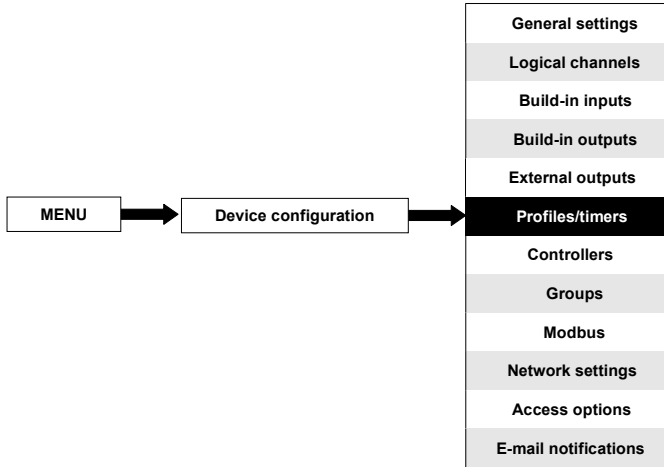 MENU
Device configuration
General settings
Logical channels
Build-in inputs
Build-in outputs
External outputs
Profiles/timers
Controllers
Groups
Modbus
Network settings
Access options
E-mail notifications